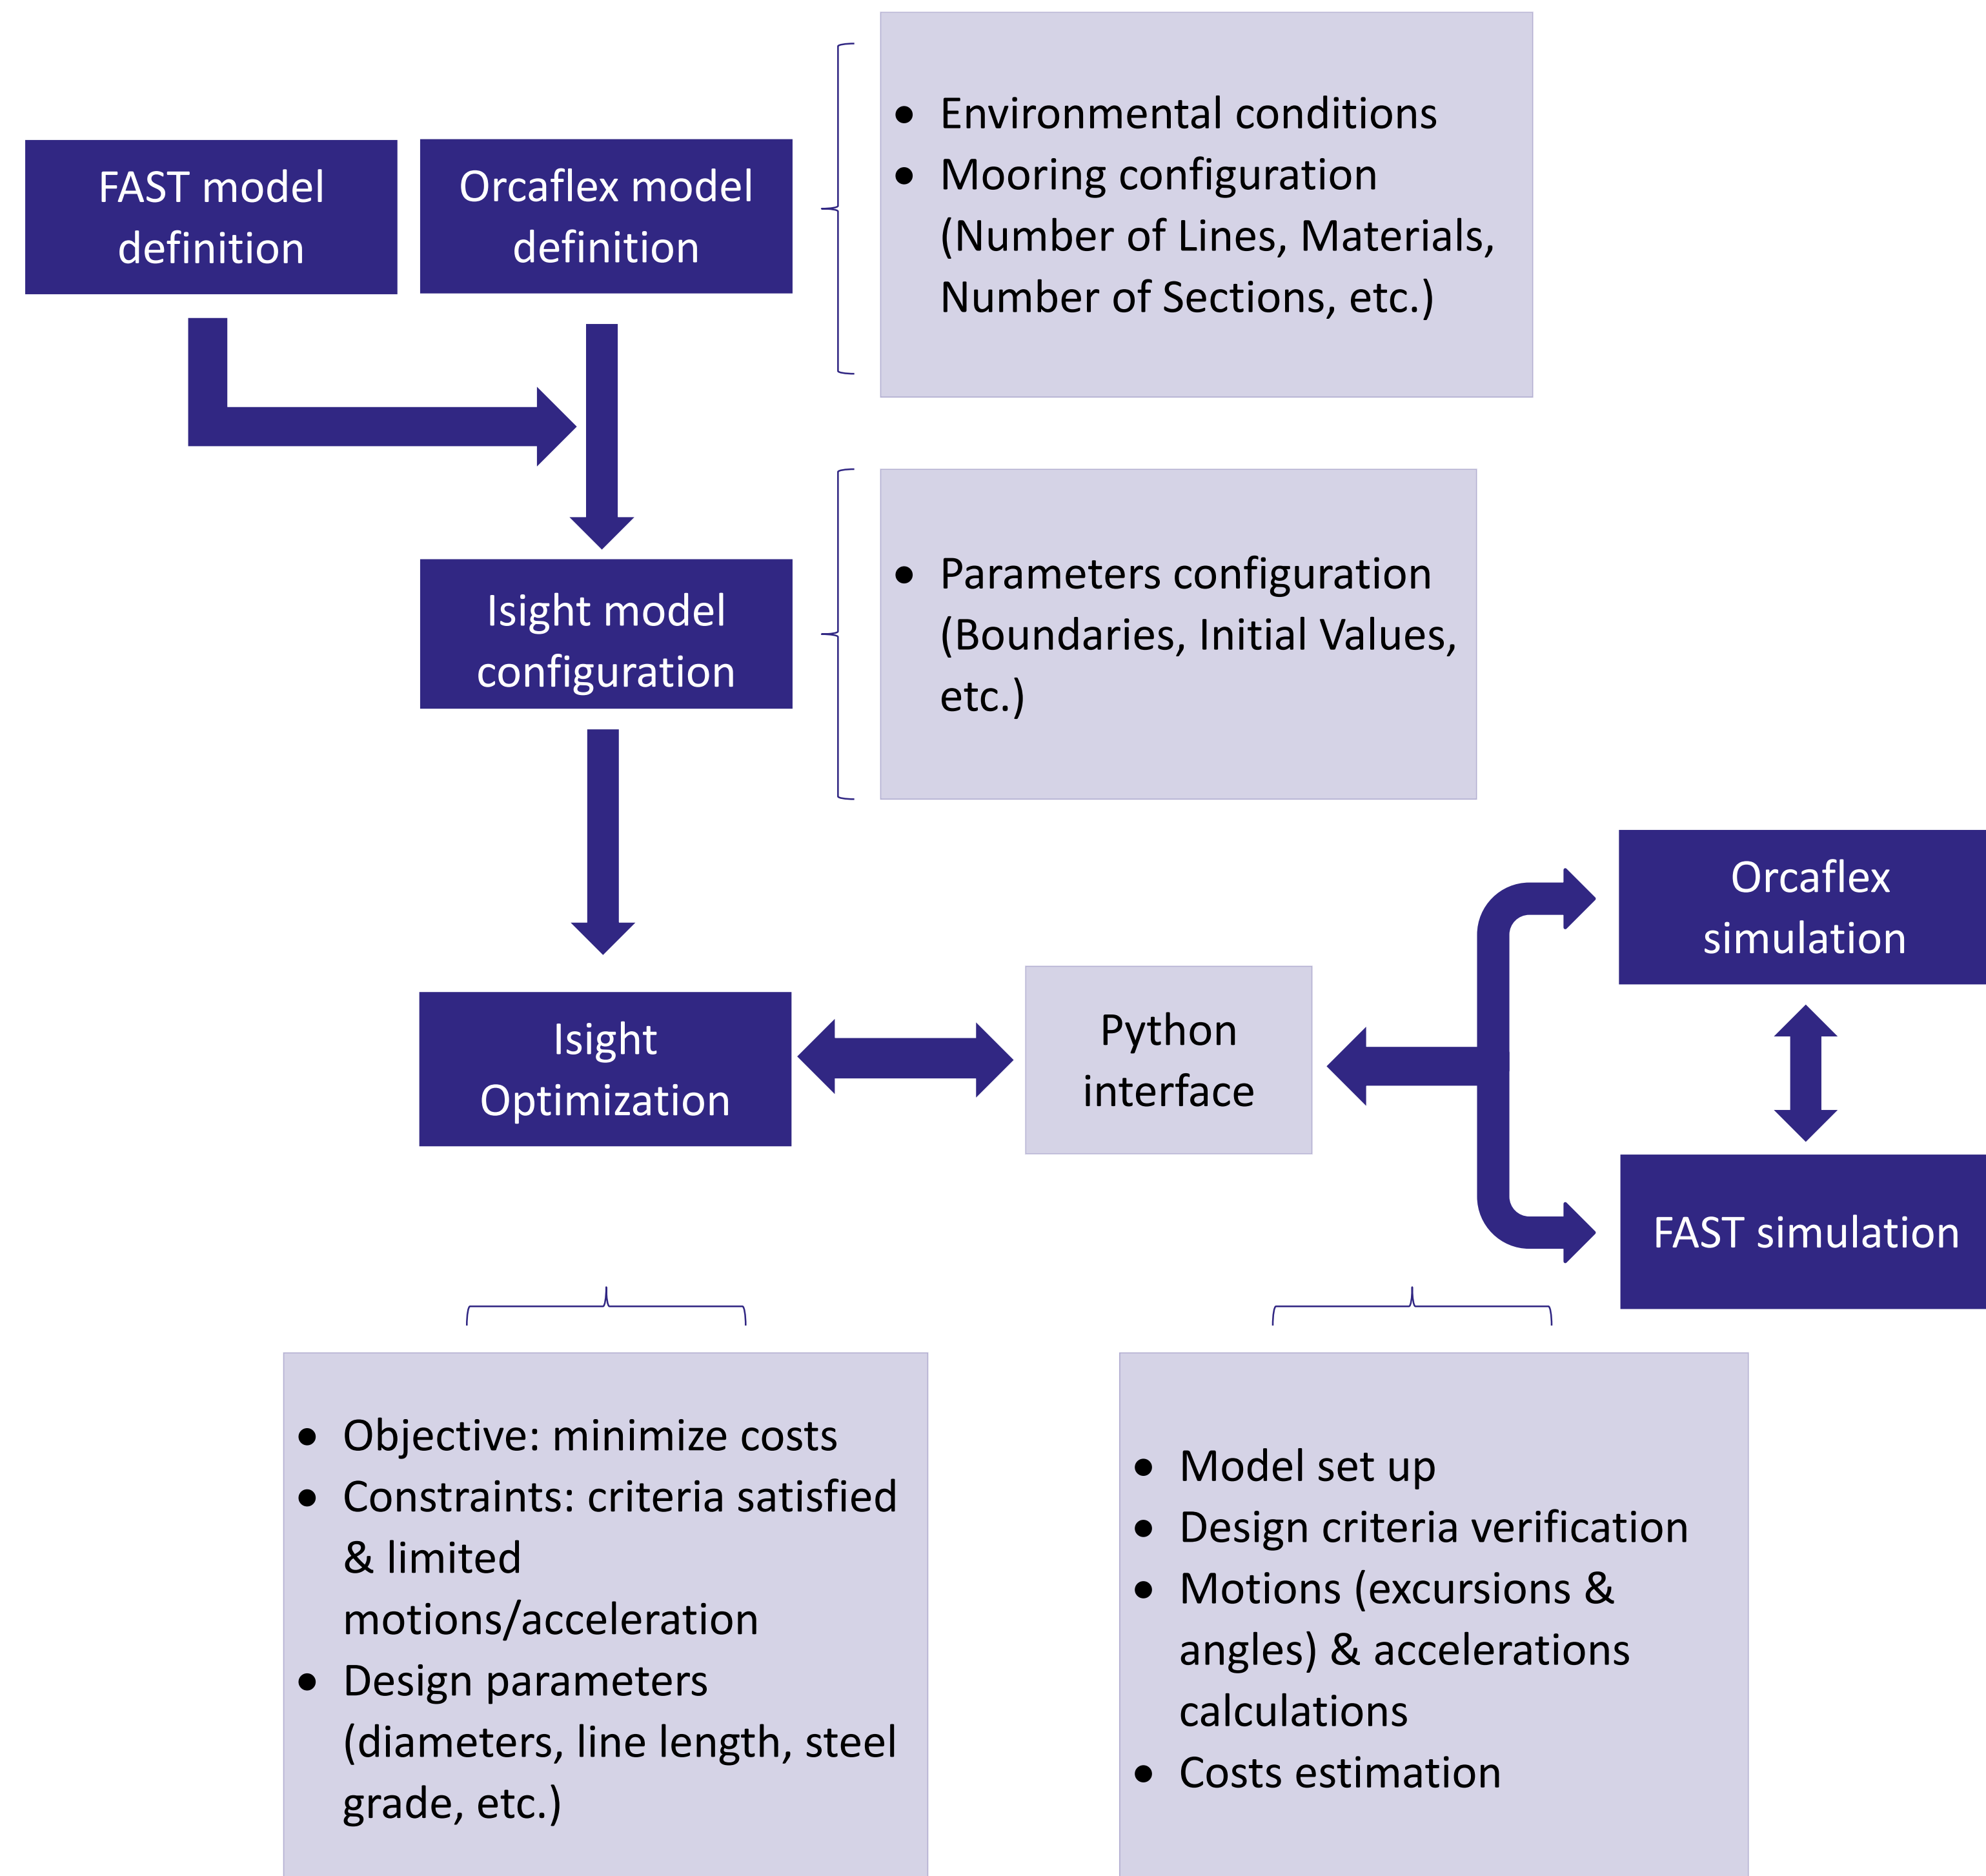 FAST model
definition
Orcaflex model
definition
● Environmental conditions
● Mooring configuration
(Number of Lines, Materials,
Number of Sections, etc.)
Isight model
configuration
● Parameters configuration
(Boundaries, Initial Values,
etc.)
Isight
Optimization
Python
interface
Orcaflex
simulation
FAST simulation
● Objective: minimize costs
● Constraints: criteria satisfied
& limited
motions/acceleration
● Design parameters
(diameters, line length, steel
grade, etc.)
● Model set up
● Design criteria verification
● Motions (excursions &
angles) & accelerations
calculations
● Costs estimation